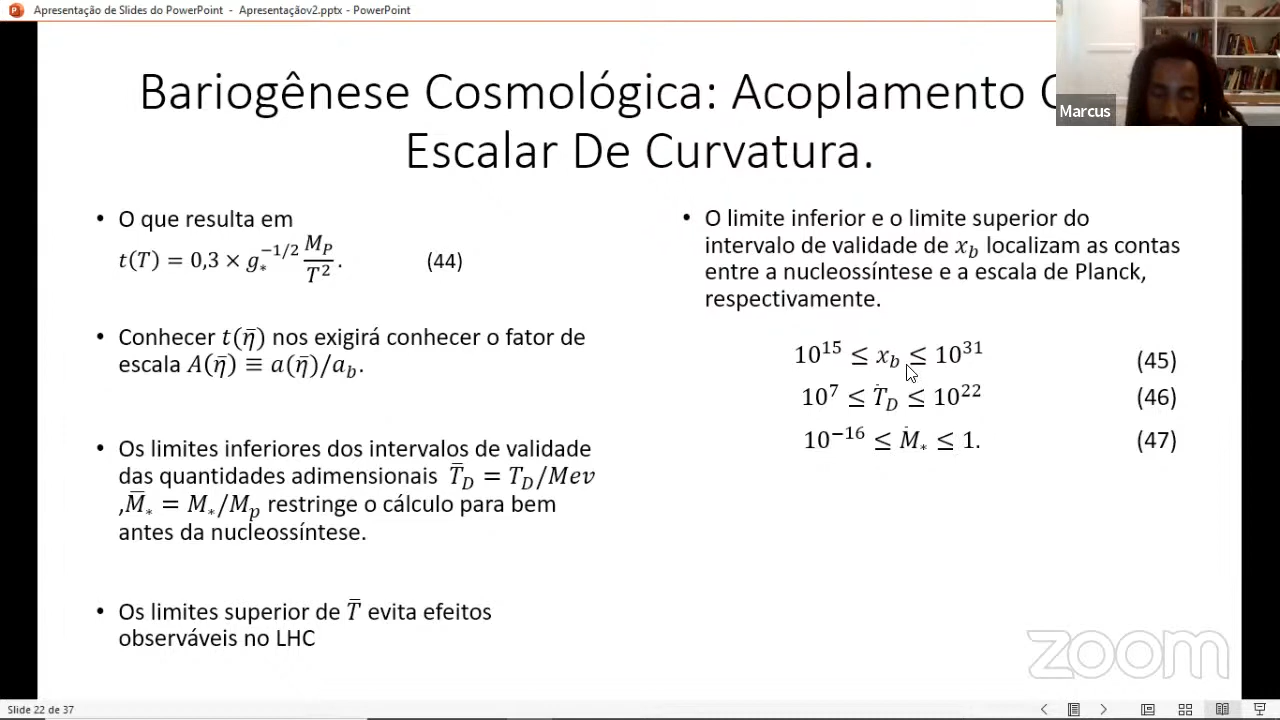 Apresentação de Slides do PowerPoint - Apresentaçãov2.pptx - PowerPoint
Bariogênese Cosmológica: Acoplamento
Escalar De Curvatura.
Marcus
• O que resulta em
t(T) = 0,3 × g_*^{−1/2} M_P/T². (44)
• Conhecer t(η̄) nos exigirá conhecer o fator de
escala A(η̄) ≡ a(η̄)/a_b.
• Os limites inferiores dos intervalos de validade
das quantidades adimensionais T̄_D = T_D/Mev
,M̄_* = M_*/M_p restringe o cálculo para bem
antes da nucleossíntese.
• Os limites superior de T̄ evita efeitos
observáveis no LHC
• O limite inferior e o limite superior do
intervalo de validade de x_b localizam as contas
entre a nucleossíntese e a escala de Planck,
respectivamente.
10^{15} ≤ x_b ≤ 10^{31} (45)
10^7 ≤ Ṫ_D ≤ 10^{22} (46)
10^{−16} ≤ Ṁ_* ≤ 1. (47)
zoom
Slide 22 de 37